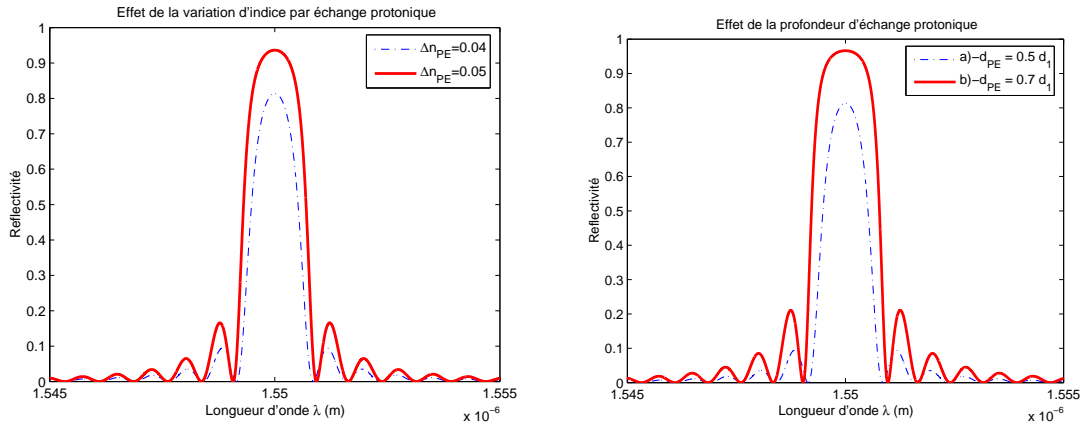 Effet de la variation d'indice par échange protonique
Δn_PE=0.04
Δn_PE=0.05
Reflectivité
1
0.9
0.8
0.7
0.6
0.5
0.4
0.3
0.2
0.1
0
1.545
1.55
1.555
Longueur d'onde λ (m)
x 10⁻⁶
Effet de la profondeur d'échange protonique
a)-d_PE = 0.5 d_1
b)-d_PE = 0.7 d_1
Reflectivité
1
0.9
0.8
0.7
0.6
0.5
0.4
0.3
0.2
0.1
0
1.545
1.55
1.555
Longueur d'onde λ (m)
x 10⁻⁶